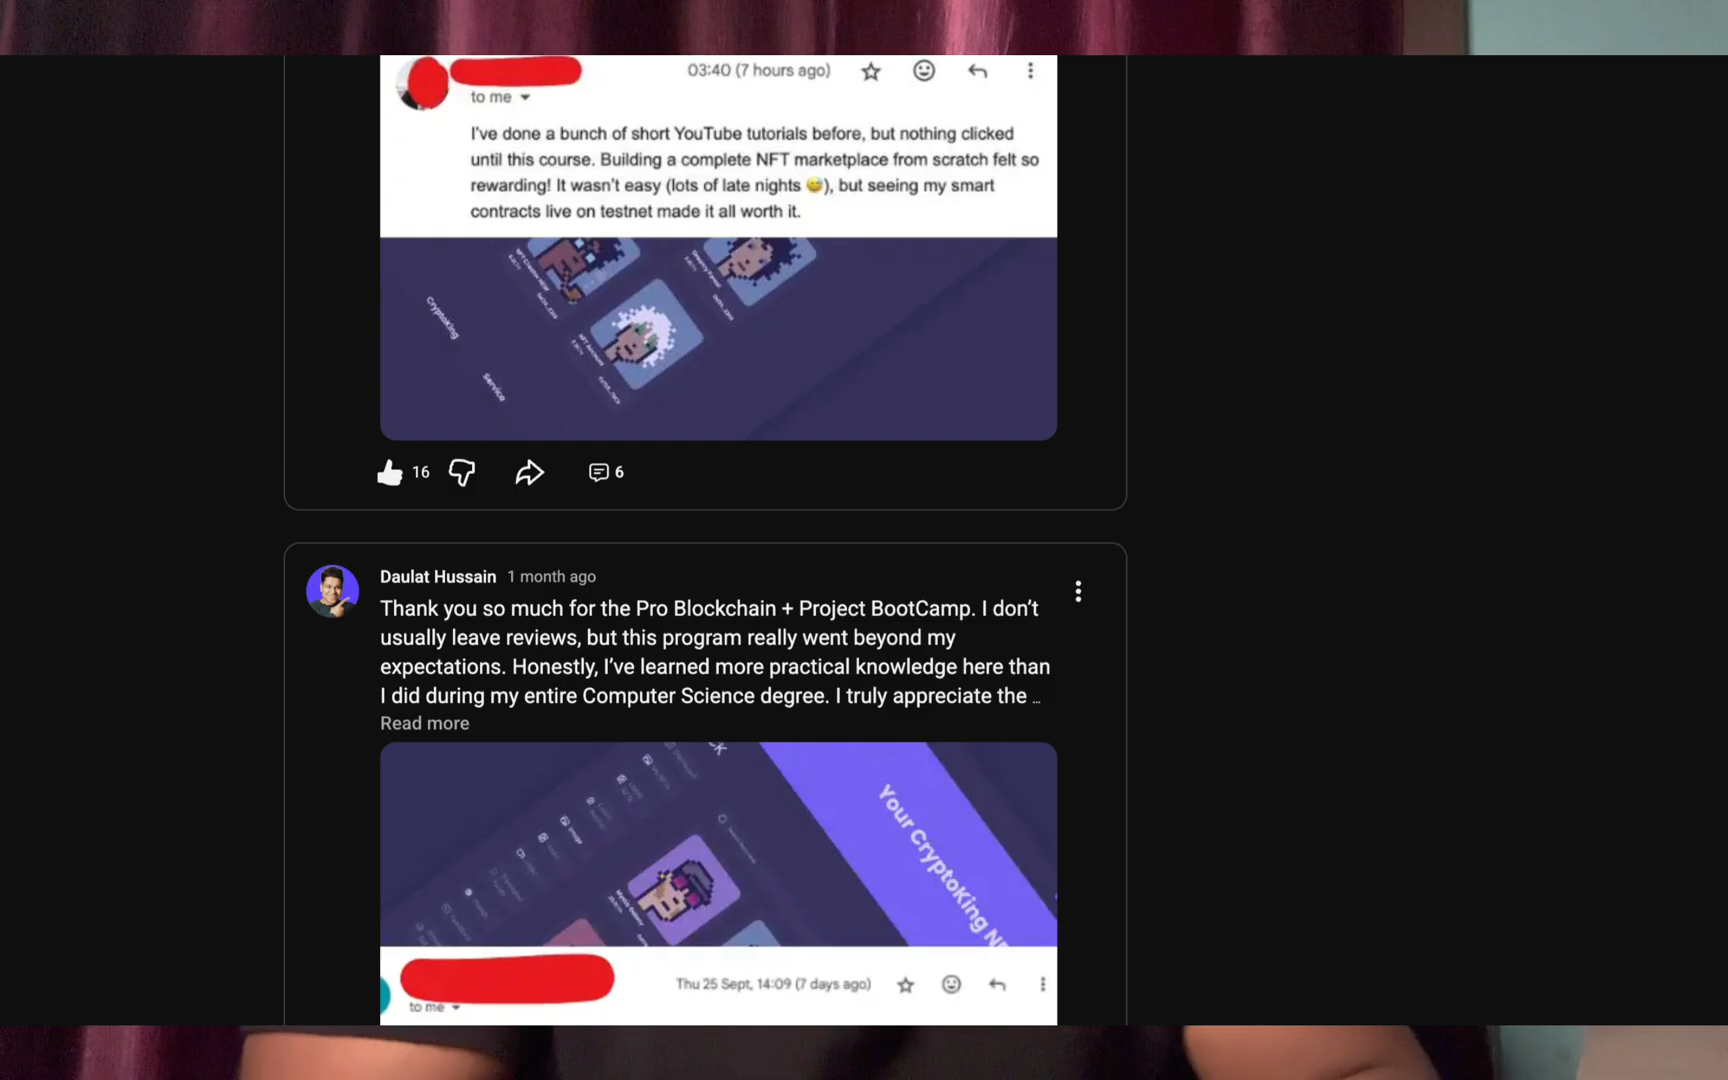 03:40 (7 hours ago)
to me
I've done a bunch of short YouTube tutorials before, but nothing clicked
until this course. Building a complete NFT marketplace from scratch felt so
rewarding! It wasn't easy (lots of late nights 😅), but seeing my smart
contracts live on testnet made it all worth it.
CryptoKing
Service
16
6
Daulat Hussain 1 month ago
Thank you so much for the Pro Blockchain + Project BootCamp. I don't
usually leave reviews, but this program really went beyond my
expectations. Honestly, I've learned more practical knowledge here than
I did during my entire Computer Science degree. I truly appreciate the ...
Read more
Your CryptoKing
Thu 25 Sept, 14:09 (7 days ago)
to me